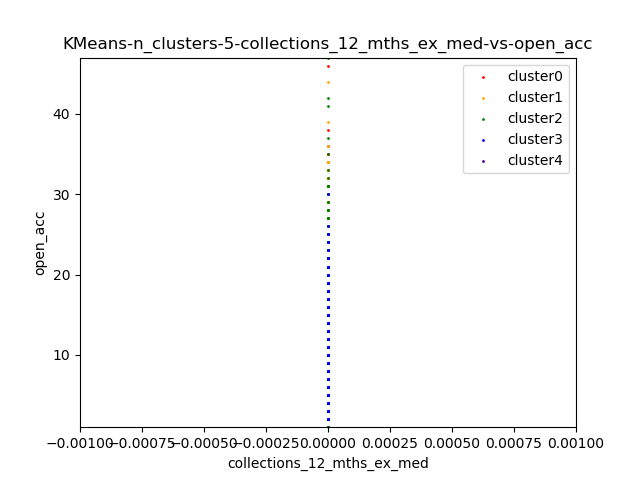 KMeans-n_clusters-5-collections_12_mths_ex_med-vs-open_acc
cluster0
cluster1
cluster2
cluster3
cluster4
40
30
20
10
open_acc
−0.00100 −0.00075 −0.00050 −0.00025 0.00000 0.00025 0.00050 0.00075 0.00100
collections_12_mths_ex_med